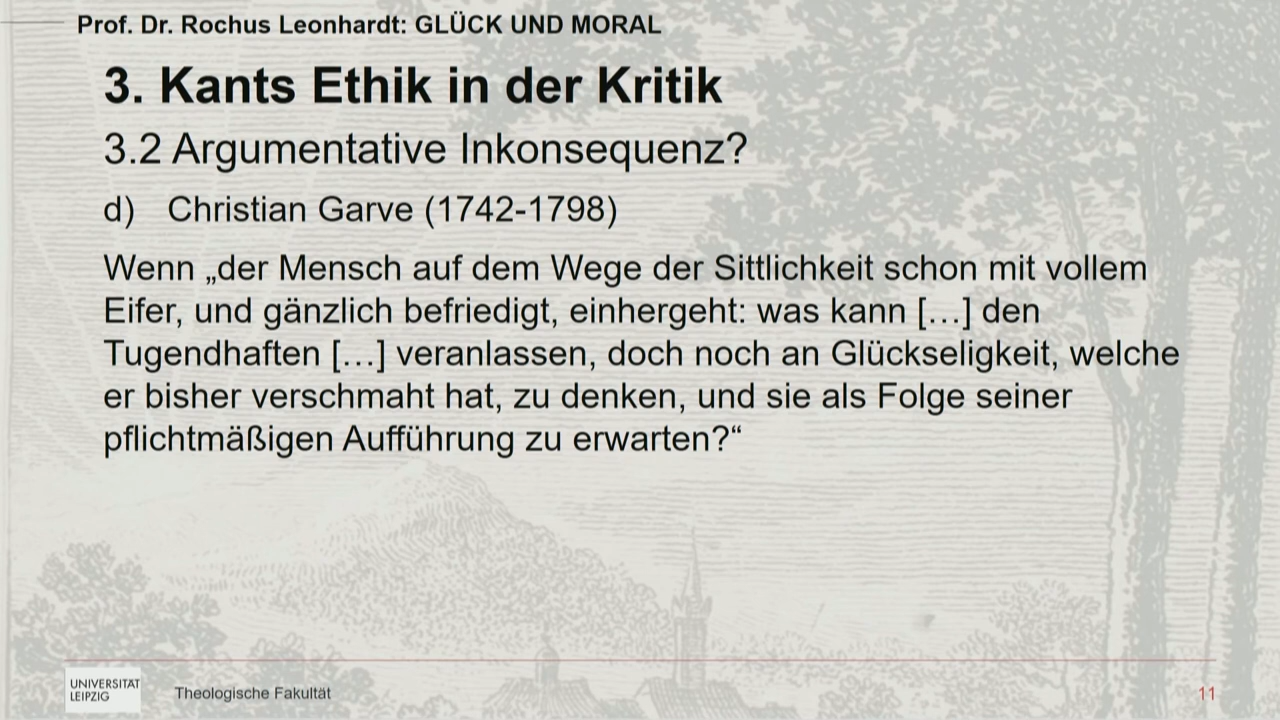 Prof. Dr. Rochus Leonhardt: GLÜCK UND MORAL
3. Kants Ethik in der Kritik
3.2 Argumentative Inkonsequenz?
d) Christian Garve (1742-1798)
Wenn „der Mensch auf dem Wege der Sittlichkeit schon mit vollem
Eifer, und gänzlich befriedigt, einhergeht: was kann […] den
Tugendhaften […] veranlassen, doch noch an Glückseligkeit, welche
er bisher verschmaht hat, zu denken, und sie als Folge seiner
pflichtmäßigen Aufführung zu erwarten?“
UNIVERSITÄT
LEIPZIG
Theologische Fakultät
11